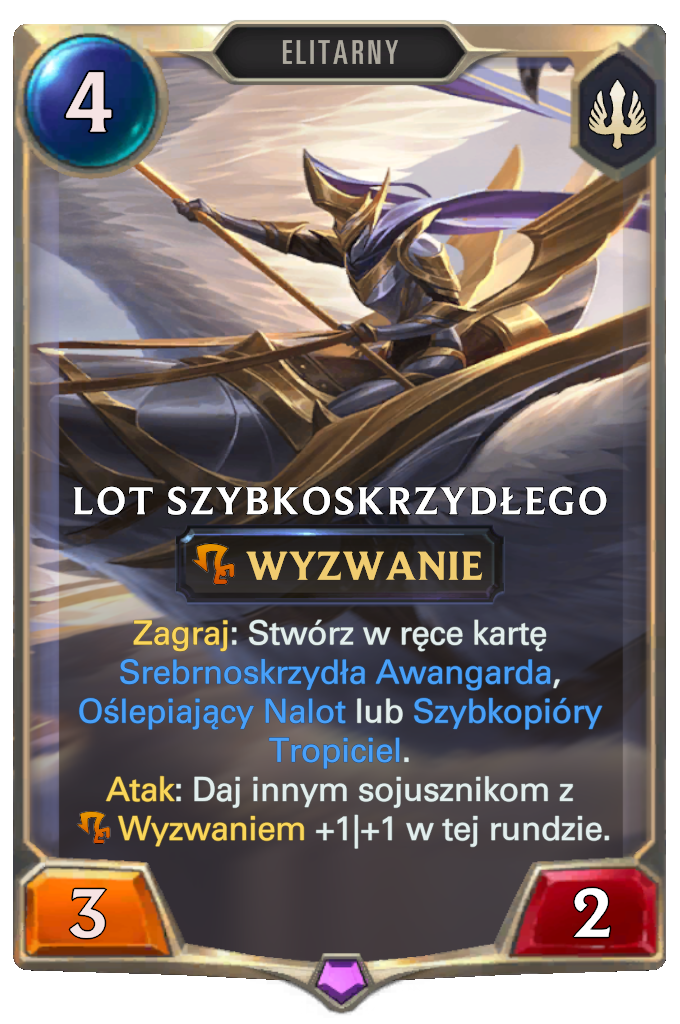 ELITARNY
4
LOT SZYBKOSKRZYDŁEGO
WYZWANIE
Zagraj: Stwórz w ręce kartę
Srebrnoskrzydła Awangarda,
Oślepiający Nalot lub Szybkopióry
Tropiciel.
Atak: Daj innym sojusznikom z
Wyzwaniem +1|+1 w tej rundzie.
3
2